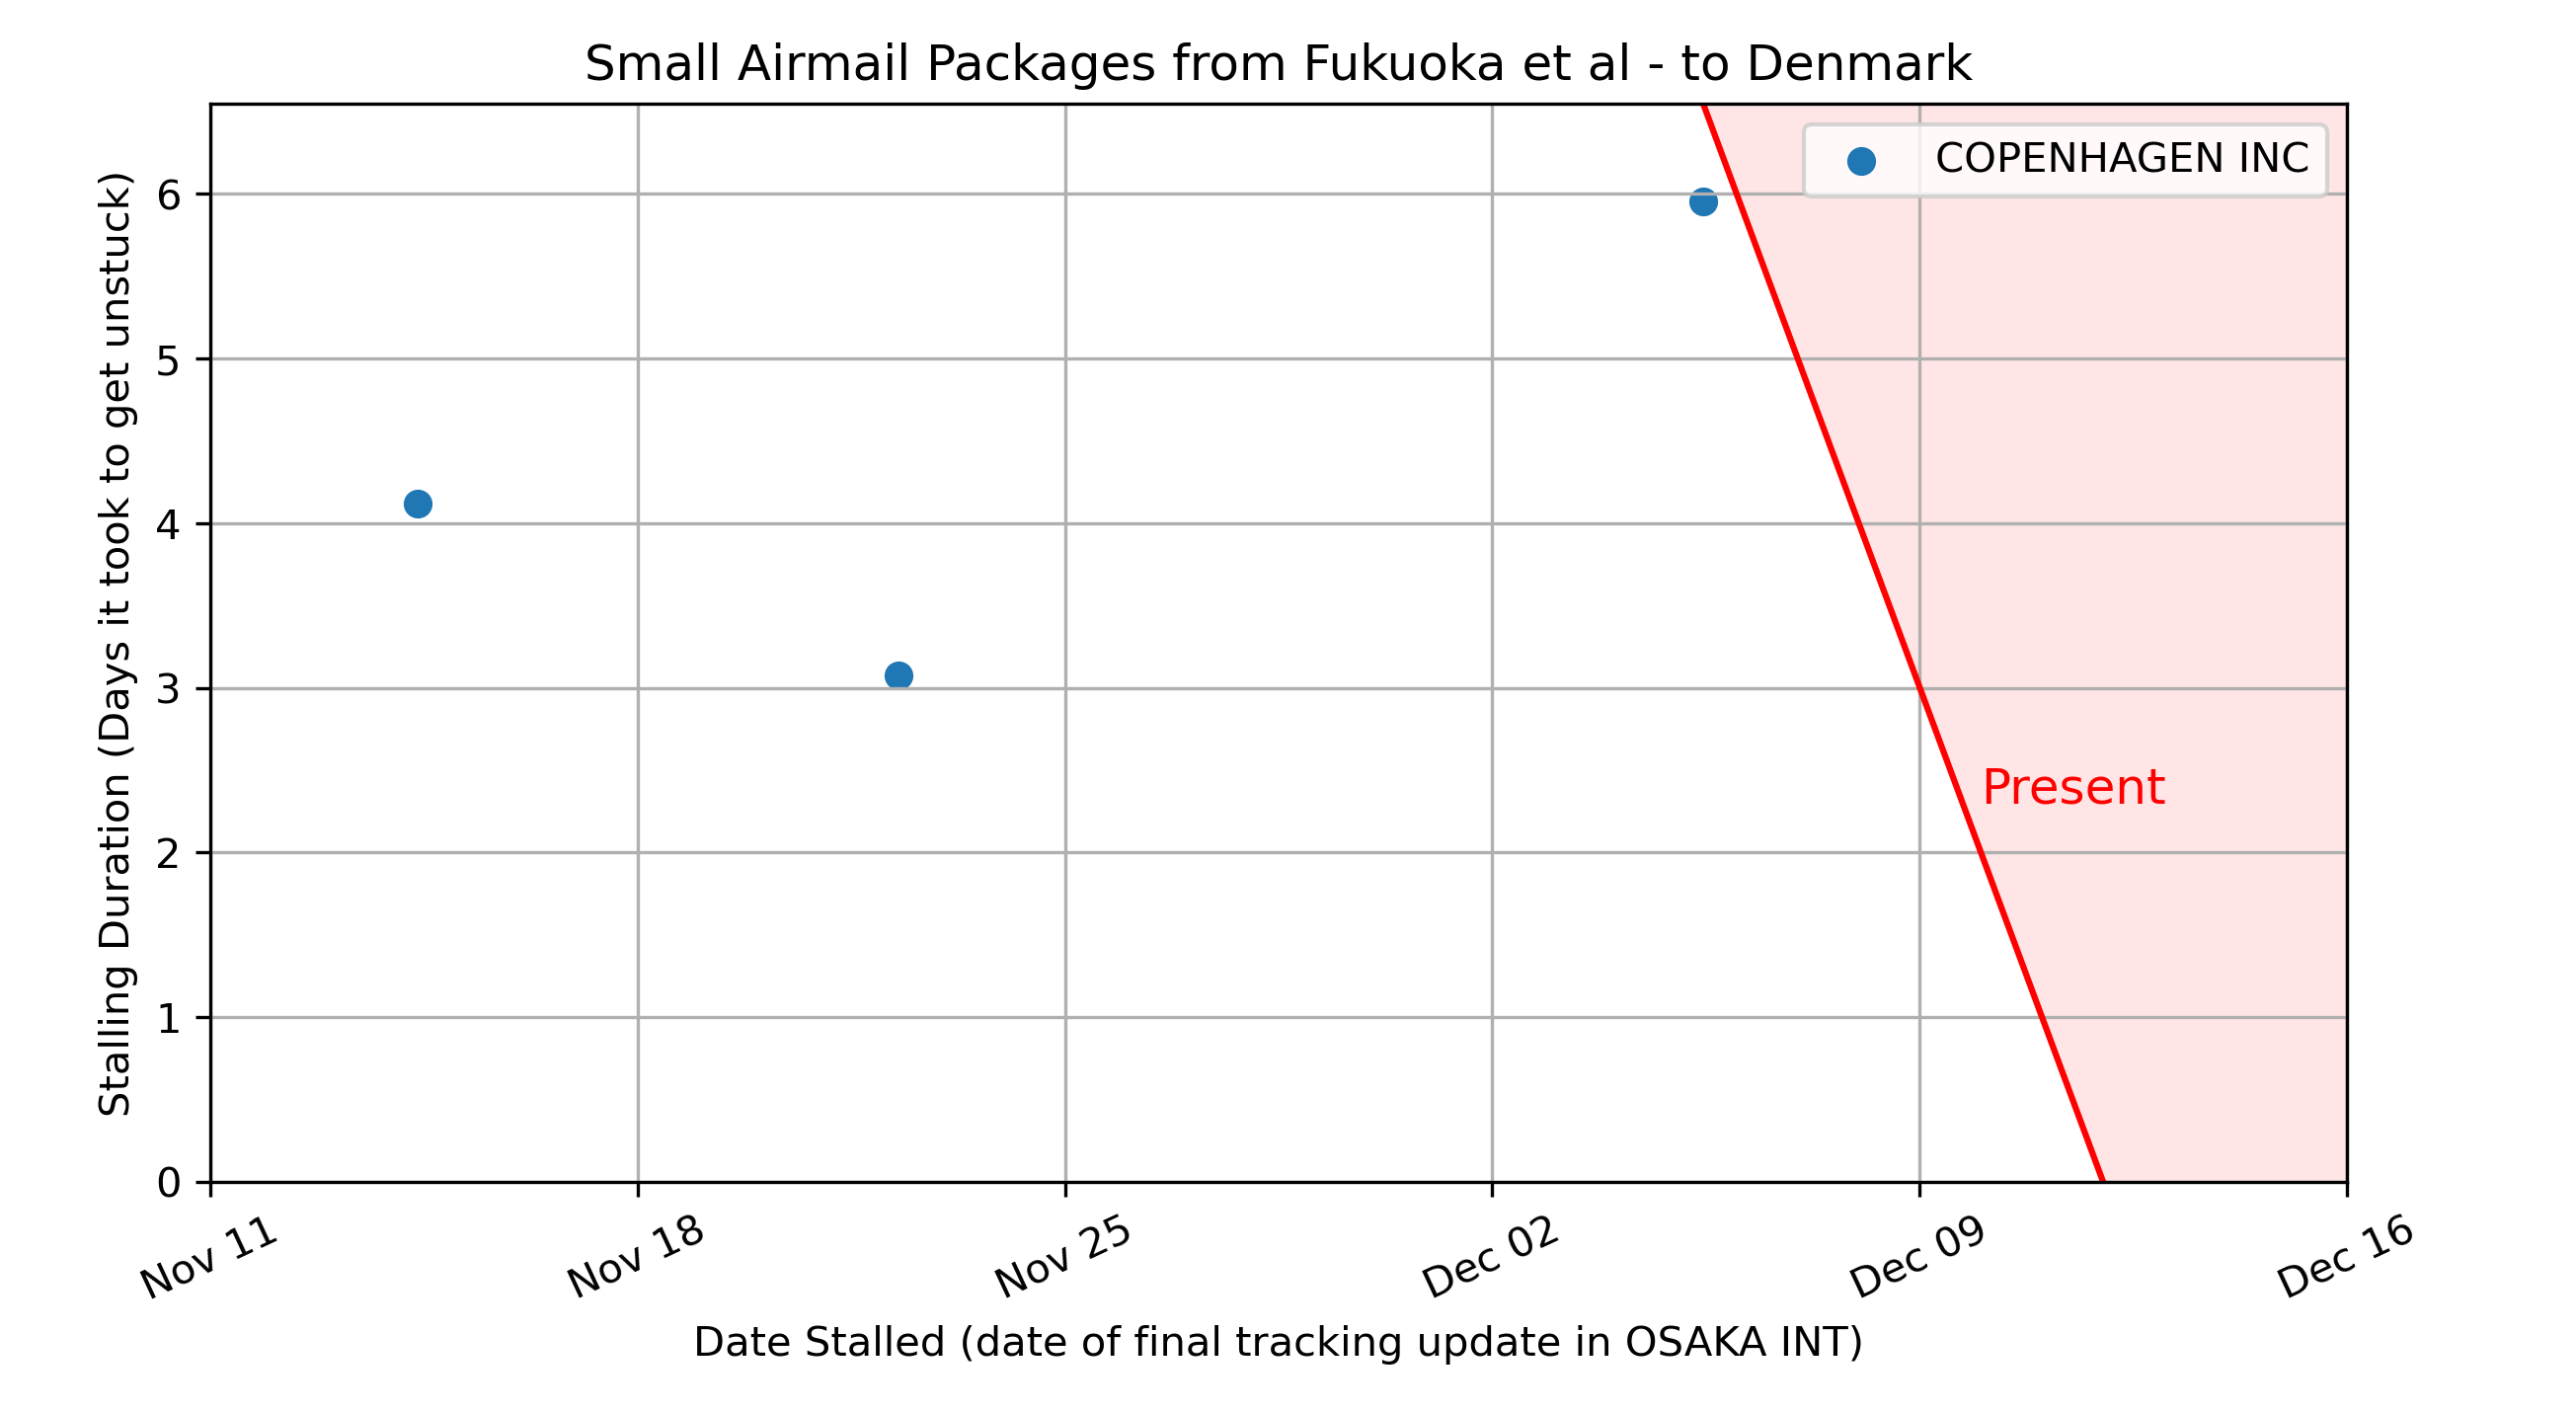 Small Airmail Packages from Fukuoka et al - to Denmark
COPENHAGEN INC
Stalling Duration (Days it took to get unstuck)
6
5
4
3
2
1
0
Present
Nov 11
Nov 18
Nov 25
Dec 02
Dec 09
Dec 16
Date Stalled (date of final tracking update in OSAKA INT)